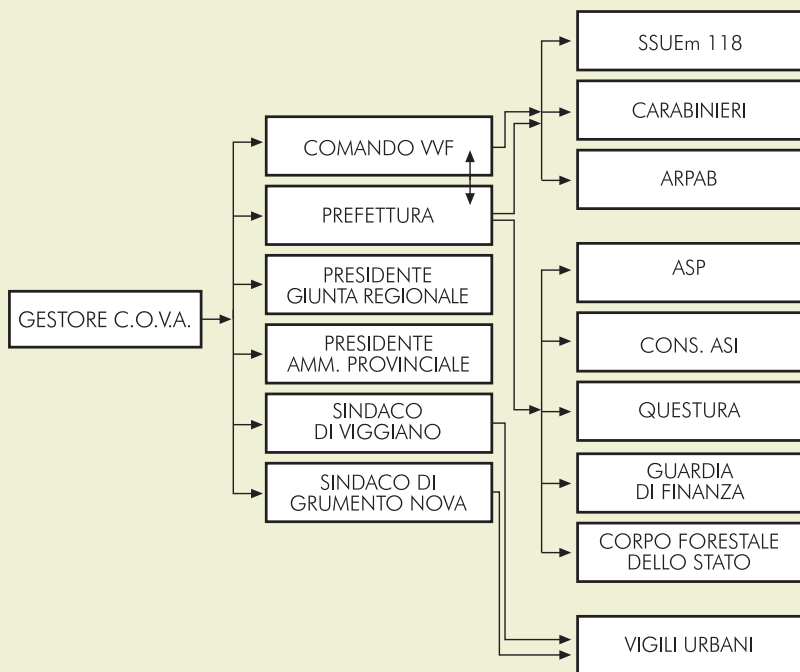 GESTORE C.O.V.A.
COMANDO VVF
PREFETTURA
PRESIDENTE
GIUNTA REGIONALE
PRESIDENTE
AMM. PROVINCIALE
SINDACO
DI VIGGIANO
SINDACO DI
GRUMENTO NOVA
SSUEm 118
CARABINIERI
ARPAB
ASP
CONS. ASI
QUESTURA
GUARDIA
DI FINANZA
CORPO FORESTALE
DELLO STATO
VIGILI URBANI